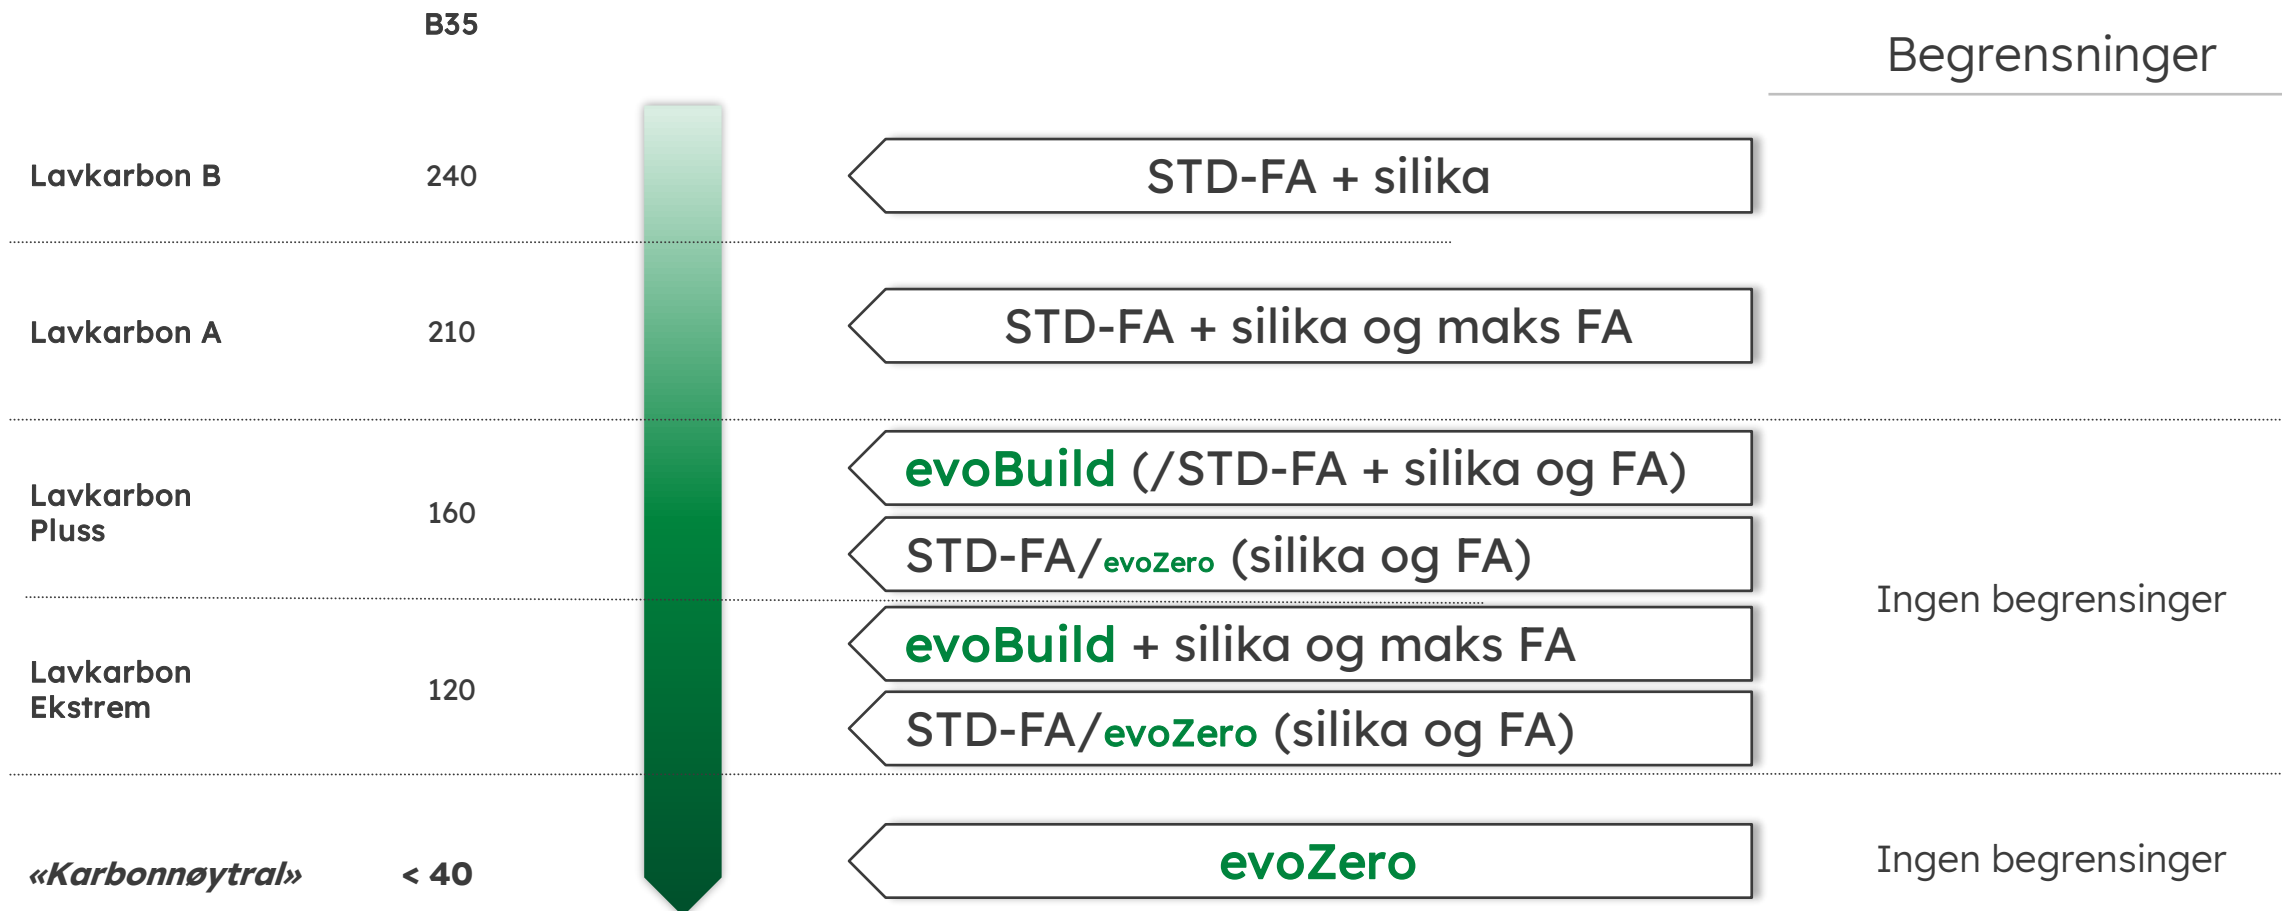 B35
Begrensninger
Lavkarbon B
240
STD-FA + silika
Lavkarbon A
210
STD-FA + silika og maks FA
Lavkarbon
Pluss
160
evoBuild (/STD-FA + silika og FA)
STD-FA/evoZero (silika og FA)
Ingen begrensinger
Lavkarbon
Ekstrem
120
evoBuild + silika og maks FA
STD-FA/evoZero (silika og FA)
«Karbonnøytral»
< 40
evoZero
Ingen begrensinger